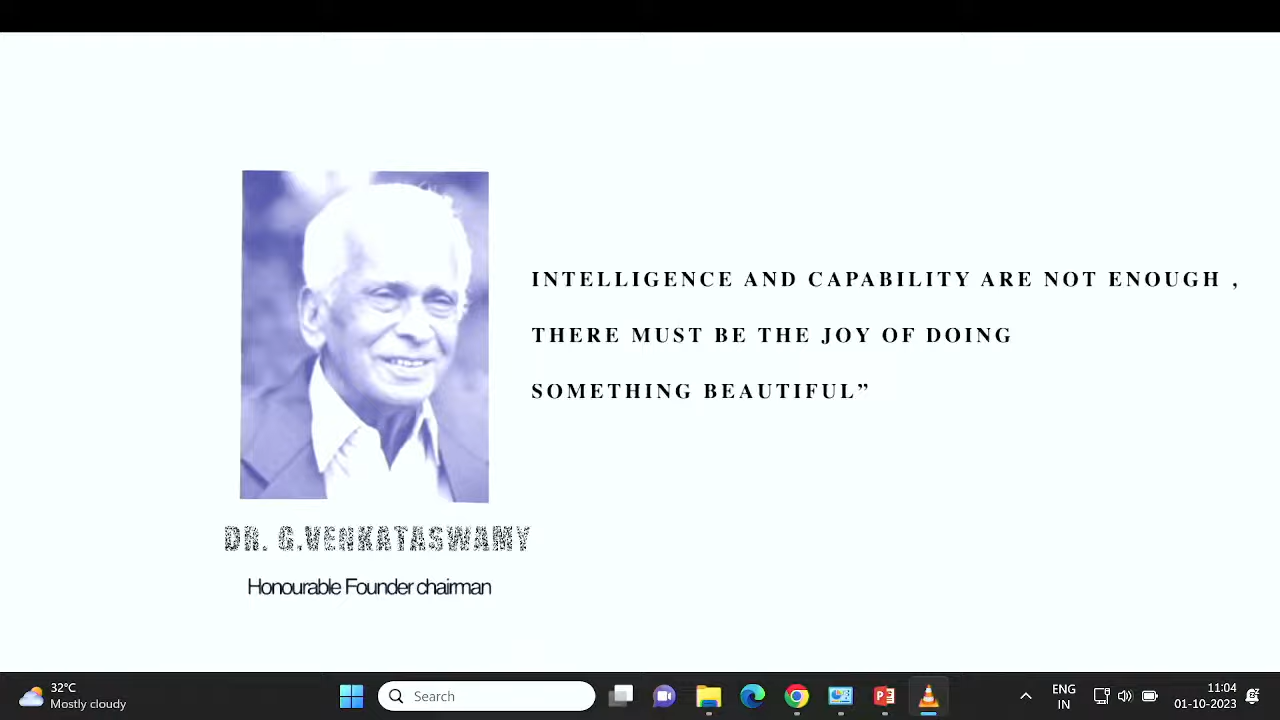 INTELLIGENCE AND CAPABILITY ARE NOT ENOUGH ,
THERE MUST BE THE JOY OF DOING
SOMETHING BEAUTIFUL”
DR. G.VENKATASWAMY
Honourable Founder chairman
32°C
Mostly cloudy
Search
ENG
IN
11:04
01-10-2023